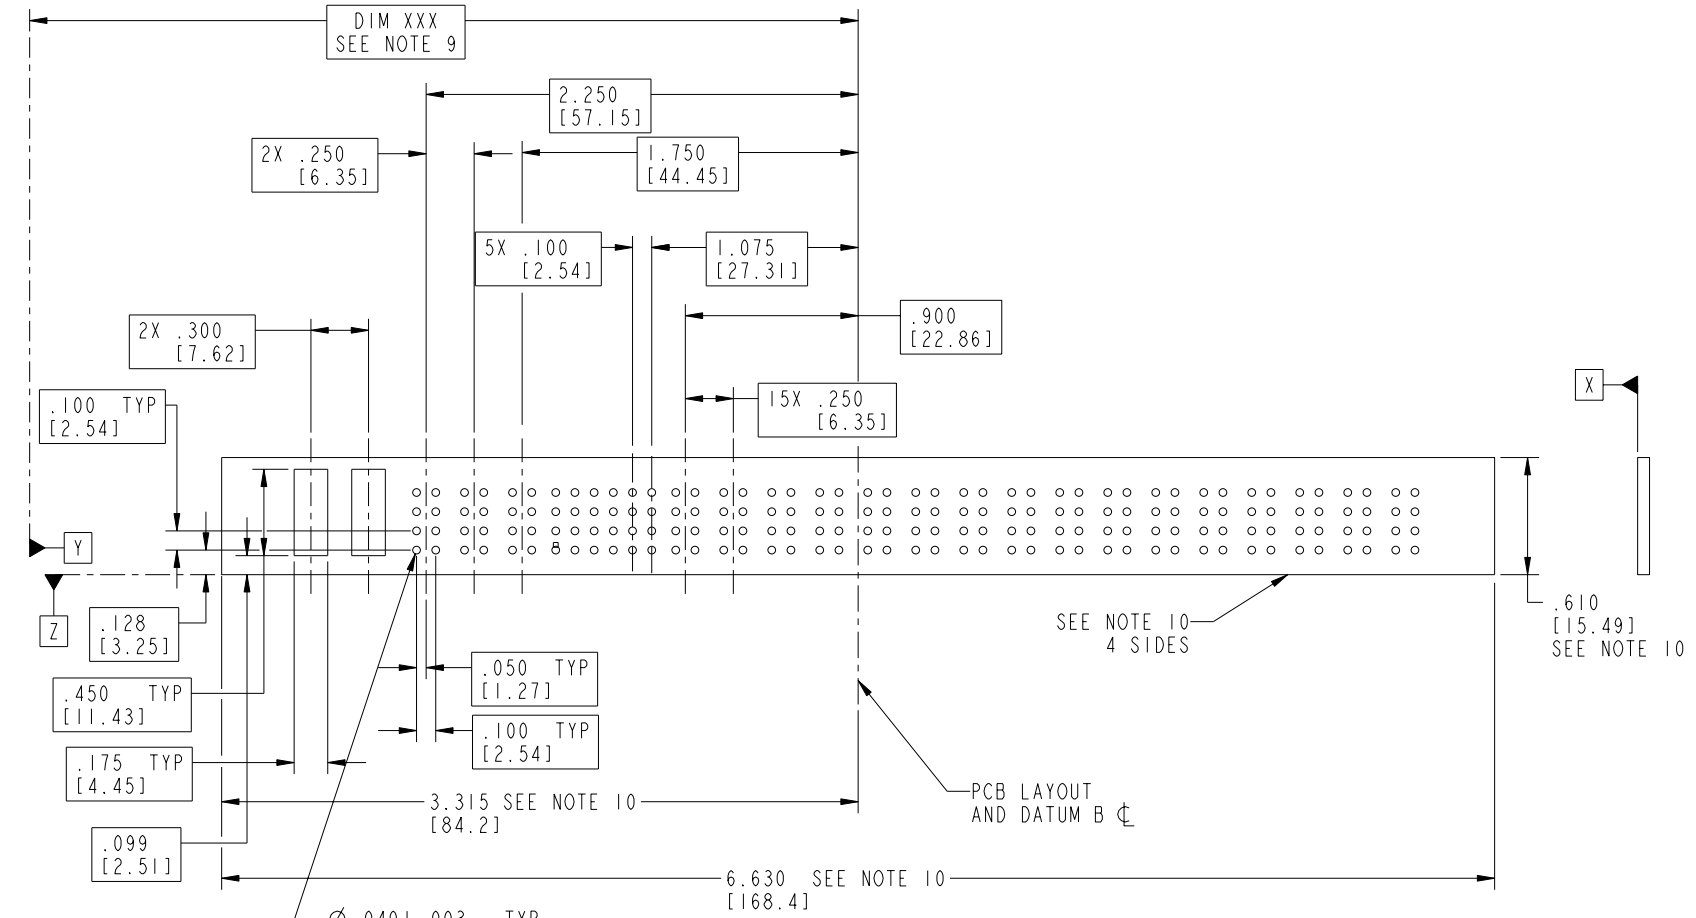 DIM XXX
SEE NOTE 9
2.250
[57.15]
2X .250
[6.35]
1.750
[44.45]
5X .100
[2.54]
1.075
[27.31]
.900
[22.86]
2X .300
[7.62]
15X .250
[6.35]
.100 TYP
[2.54]
X
Y
Z
.128
[3.25]
.610
[15.49]
SEE NOTE 10
SEE NOTE 10
4 SIDES
.050 TYP
[1.27]
.450 TYP
[11.43]
.100 TYP
[2.54]
.175 TYP
[4.45]
3.315 SEE NOTE 10
[84.2]
PCB LAYOUT
AND DATUM B ℄
.099
[2.51]
6.630 SEE NOTE 10
[168.4]
TYP